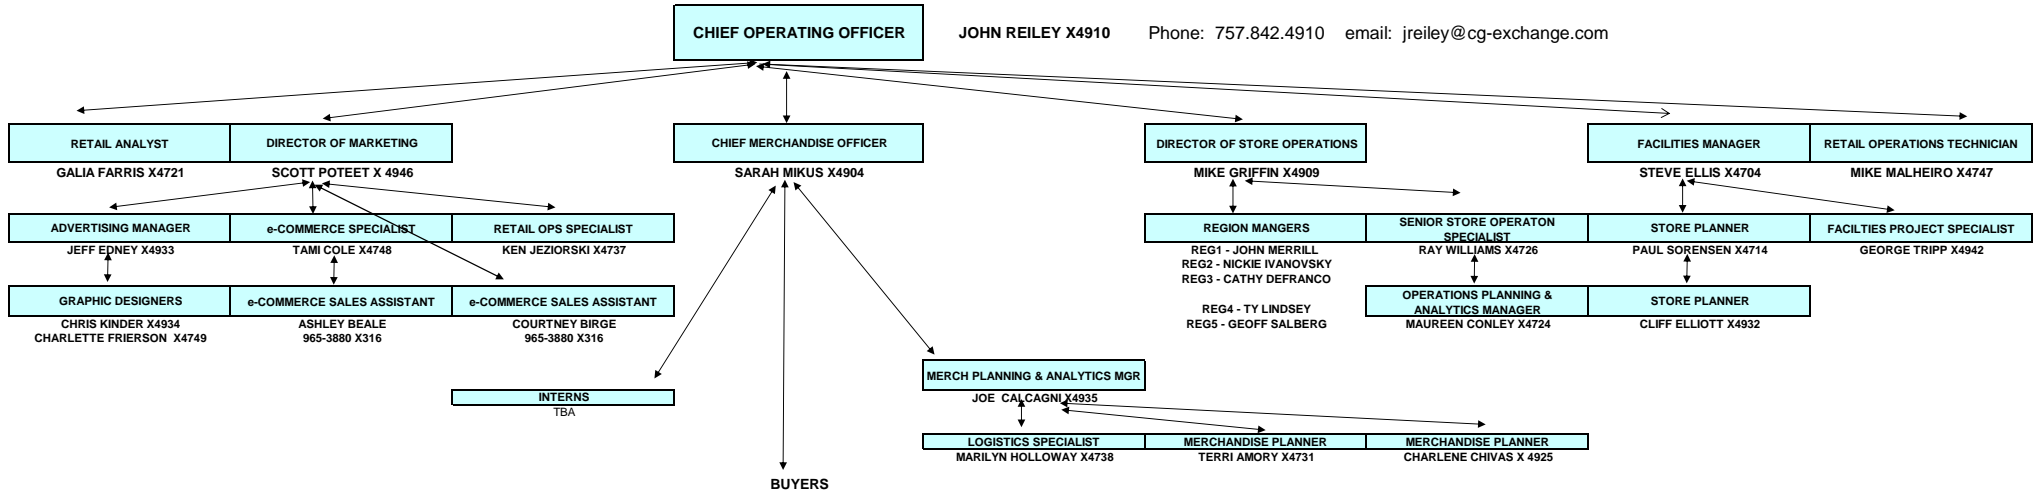 CHIEF OPERATING OFFICER
JOHN REILEY X4910
Phone: 757.842.4910 email: jreiley@cg-exchange.com
RETAIL ANALYST
GALIA FARRIS X4721
DIRECTOR OF MARKETING
SCOTT POTEET X 4946
CHIEF MERCHANDISE OFFICER
SARAH MIKUS X4904
DIRECTOR OF STORE OPERATIONS
MIKE GRIFFIN X4909
FACILITIES MANAGER
STEVE ELLIS X4704
RETAIL OPERATIONS TECHNICIAN
MIKE MALHEIRO X4747
ADVERTISING MANAGER
JEFF EDNEY X4933
e-COMMERCE SPECIALIST
TAMI COLE X4748
RETAIL OPS SPECIALIST
KEN JEZIORSKI X4737
REGION MANGERS
REG1 - JOHN MERRILL
REG2 - NICKIE IVANOVSKY
REG3 - CATHY DEFRANCO
REG4 - TY LINDSEY
REG5 - GEOFF SALBERG
SENIOR STORE OPERATON
SPECIALIST
RAY WILLIAMS X4726
STORE PLANNER
PAUL SORENSEN X4714
FACILTIES PROJECT SPECIALIST
GEORGE TRIPP X4942
GRAPHIC DESIGNERS
CHRIS KINDER X4934
CHARLETTE FRIERSON X4749
e-COMMERCE SALES ASSISTANT
ASHLEY BEALE
965-3880 X316
e-COMMERCE SALES ASSISTANT
COURTNEY BIRGE
965-3880 X316
OPERATIONS PLANNING &
ANALYTICS MANAGER
MAUREEN CONLEY X4724
STORE PLANNER
CLIFF ELLIOTT X4932
INTERNS
TBA
MERCH PLANNING & ANALYTICS MGR
JOE CALCAGNI X4935
LOGISTICS SPECIALIST
MARILYN HOLLOWAY X4738
MERCHANDISE PLANNER
TERRI AMORY X4731
MERCHANDISE PLANNER
CHARLENE CHIVAS X 4925
BUYERS